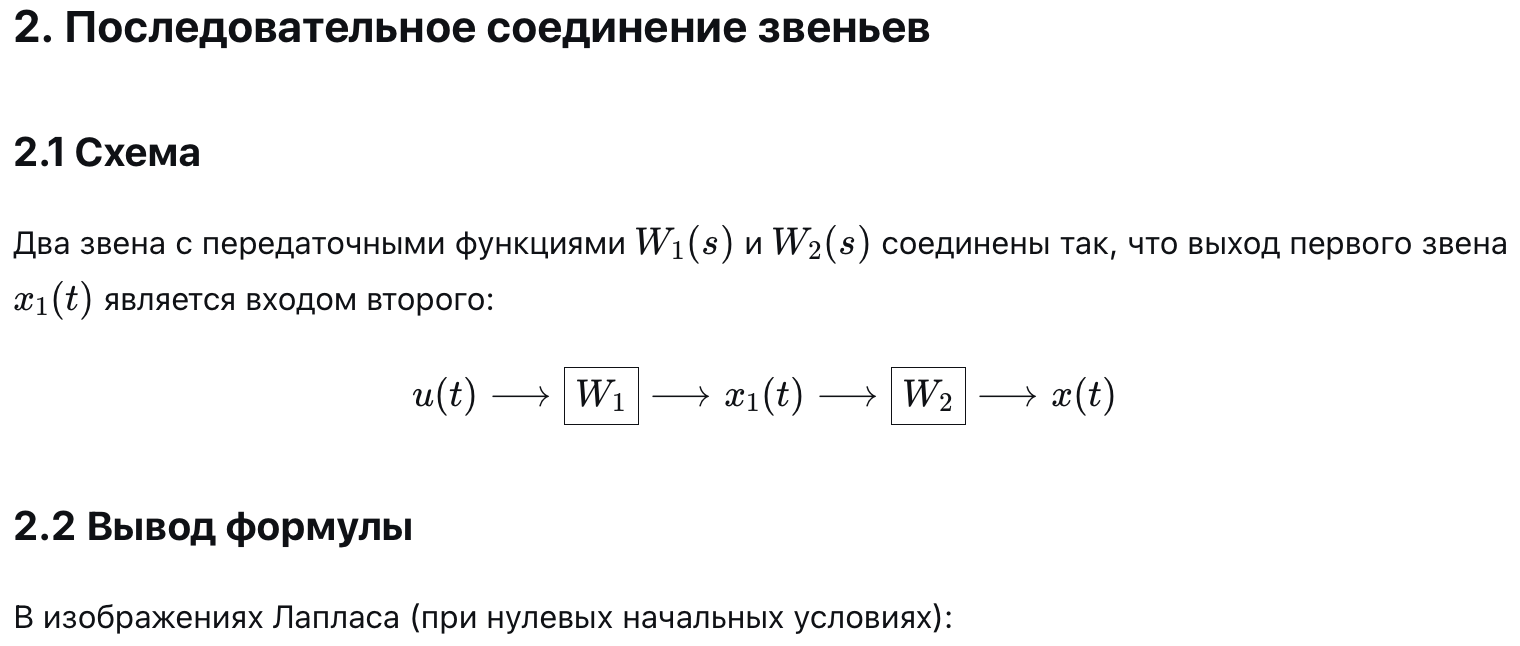 2. Последовательное соединение звеньев
2.1 Схема
Два звена с передаточными функциями W₁(s) и W₂(s) соединены так, что выход первого звена
x₁(t) является входом второго:
u(t) ⟶ W₁ ⟶ x₁(t) ⟶ W₂ ⟶ x(t)
2.2 Вывод формулы
В изображениях Лапласа (при нулевых начальных условиях):